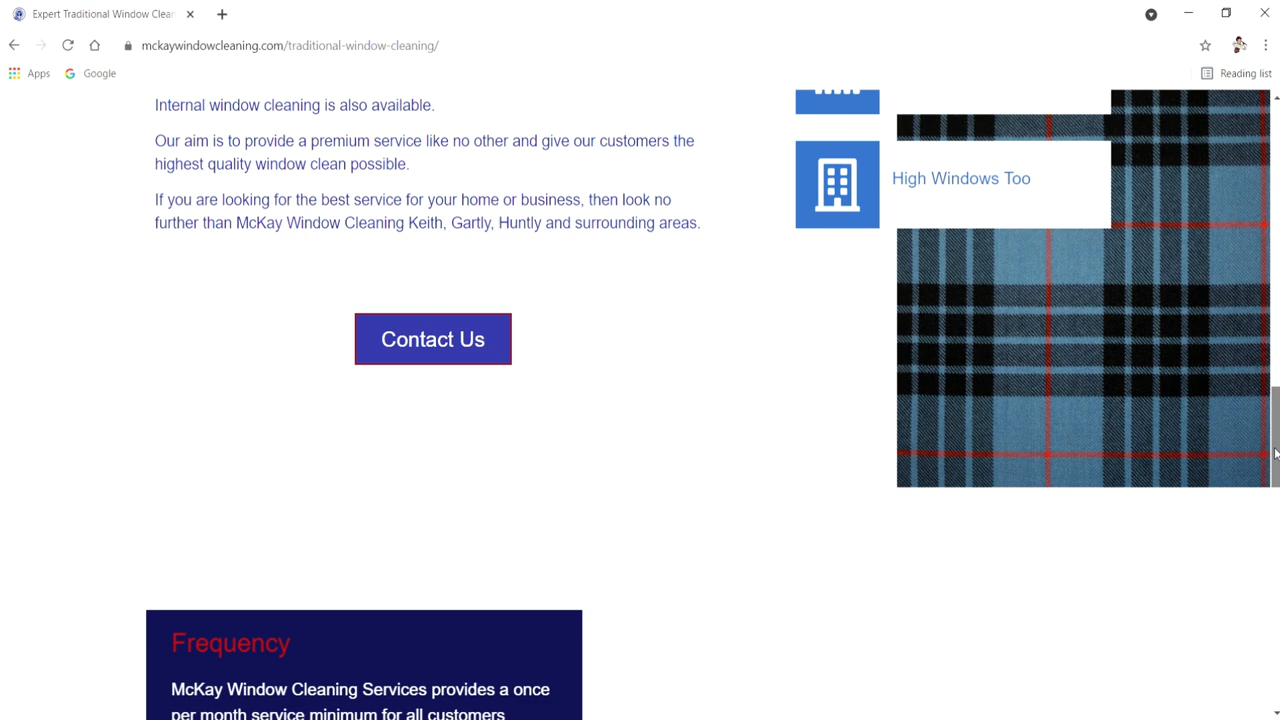 Expert Traditional Window Clear
mckaywindowcleaning.com/traditional-window-cleaning/
Apps
Google
Reading list
Internal window cleaning is also available.
Our aim is to provide a premium service like no other and give our customers the
highest quality window clean possible.
If you are looking for the best service for your home or business, then look no
further than McKay Window Cleaning Keith, Gartly, Huntly and surrounding areas.
High Windows Too
Contact Us
Frequency
McKay Window Cleaning Services provides a once
per month service minimum for all customers